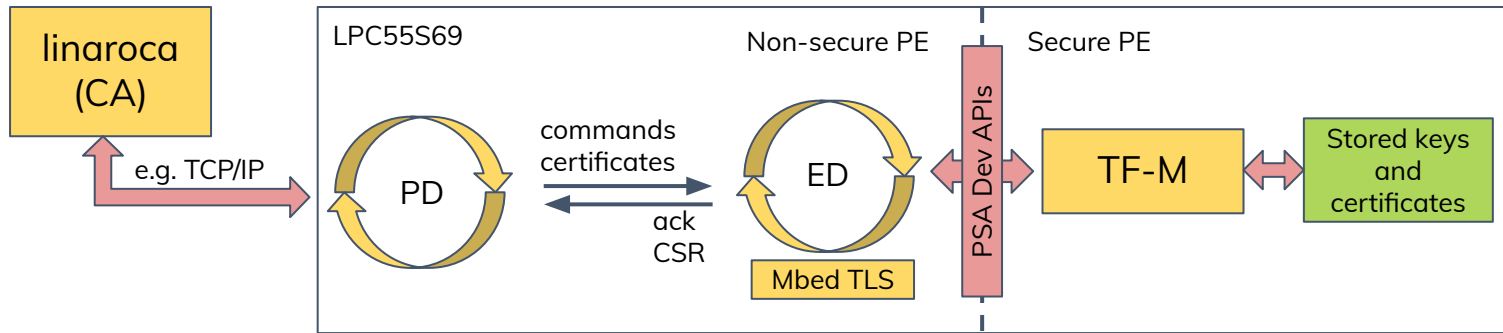 linaroca
(CA)
e.g. TCP/IP
LPC55S69
PD
commands
certificates
ack
CSR
Non-secure PE
ED
Mbed TLS
PSA Dev APIs
Secure PE
TF-M
Stored keys
and
certificates